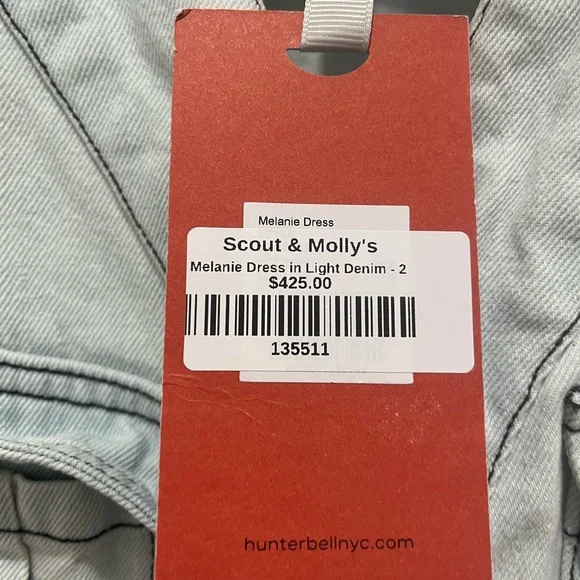 Melanie Dress
Scout & Molly's
Melanie Dress in Light Denim - 2
$425.00
135511
hunterbellnyc.com